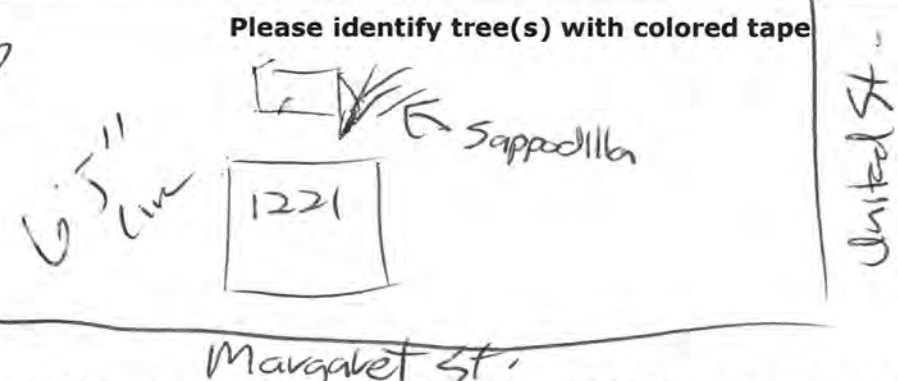 Please identify tree(s) with colored tape
Sappodilla
1221
United St.
Margaret St.